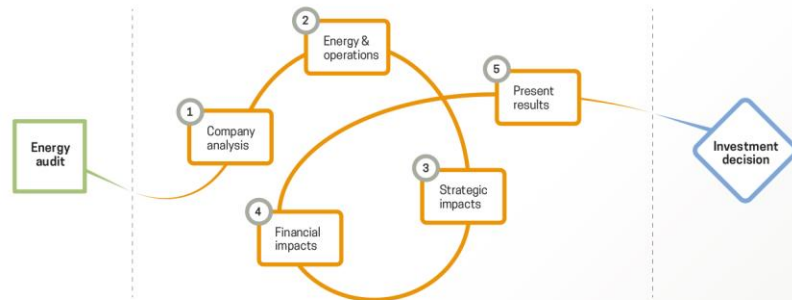 Energy
audit
1
Company
analysis
2
Energy &
operations
3
Strategic
impacts
4
Financial
impacts
5
Present
results
Investment
decision